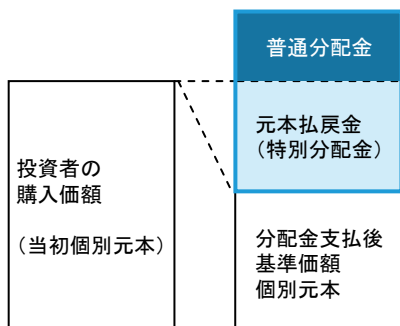 普通分配金
元本払戻金
（特別分配金）
投資者の
購入価額
（当初個別元本）
分配金支払後
基準価額
個別元本